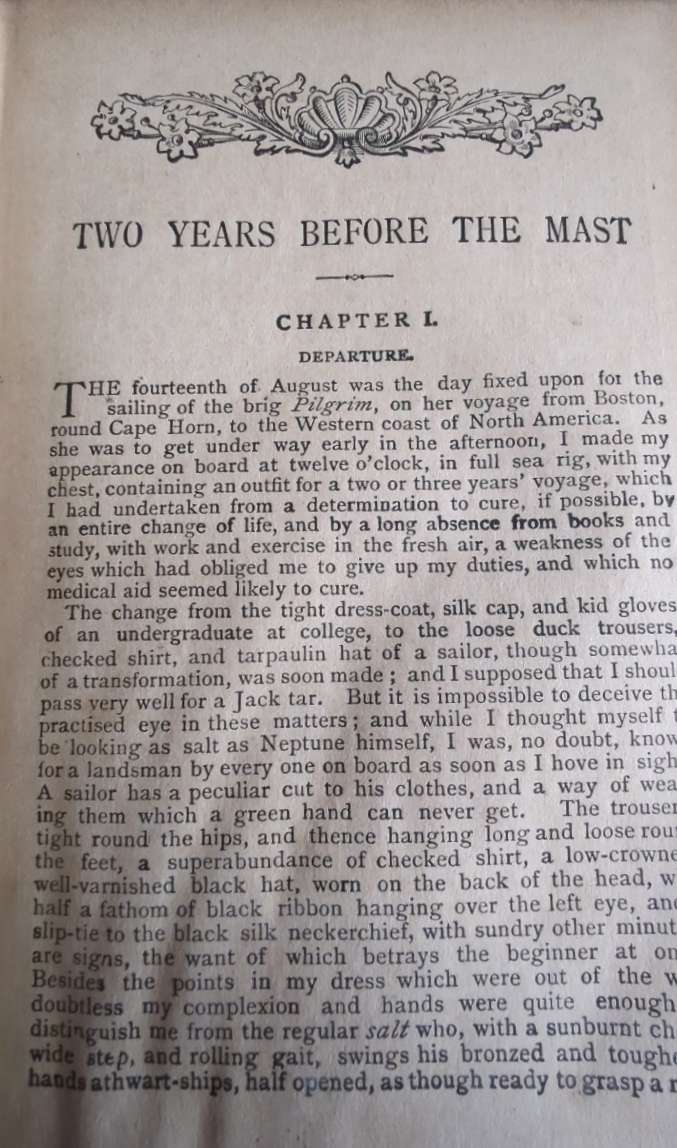 TWO YEARS BEFORE THE MAST
CHAPTER I.
DEPARTURE.
THE fourteenth of August was the day fixed upon for the
sailing of the brig Pilgrim, on her voyage from Boston,
round Cape Horn, to the Western coast of North America. As
she was to get under way early in the afternoon, I made my
appearance on board at twelve o'clock, in full sea rig, with my
chest, containing an outfit for a two or three years' voyage, which
I had undertaken from a determination to cure, if possible, by
an entire change of life, and by a long absence from books and
study, with work and exercise in the fresh air, a weakness of the
eyes which had obliged me to give up my duties, and which no
medical aid seemed likely to cure.
The change from the tight dress-coat, silk cap, and kid gloves
of an undergraduate at college, to the loose duck trousers,
checked shirt, and tarpaulin hat of a sailor, though somewha
of a transformation, was soon made ; and I supposed that I shoul
pass very well for a Jack tar. But it is impossible to deceive th
practised eye in these matters ; and while I thought myself t
be looking as salt as Neptune himself, I was, no doubt, know
for a landsman by every one on board as soon as I hove in sigh
A sailor has a peculiar cut to his clothes, and a way of wea
ing them which a green hand can never get. The trouser
tight round the hips, and thence hanging long and loose rou
the feet, a superabundance of checked shirt, a low-crowne
well-varnished black hat, worn on the back of the head, w
half a fathom of black ribbon hanging over the left eye, an
slip-tie to the black silk neckerchief, with sundry other minut
are signs, the want of which betrays the beginner at on
Besides the points in my dress which were out of the w
doubtless my complexion and hands were quite enough
distinguish me from the regular salt who, with a sunburnt ch
wide step, and rolling gait, swings his bronzed and toughe
hands athwart-ships, half opened, as though ready to grasp a r